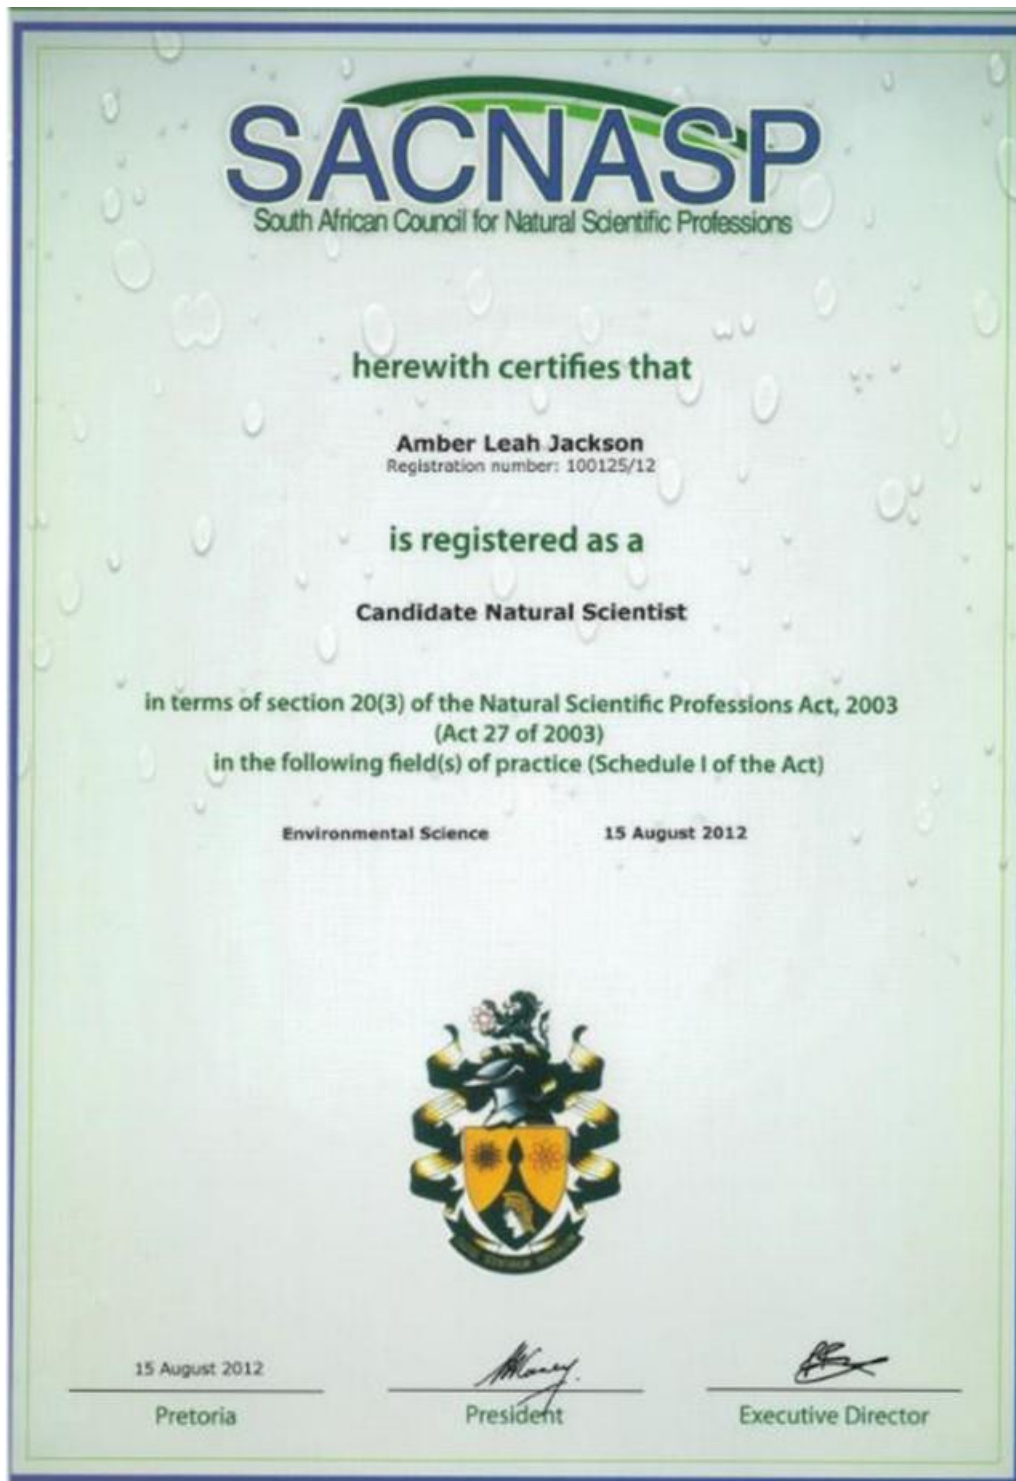 SACNASP
South African Council for Natural Scientific Professions
herewith certifies that
Amber Leah Jackson
Registration number: 100125/12
is registered as a
Candidate Natural Scientist
in terms of section 20(3) of the Natural Scientific Professions Act, 2003
(Act 27 of 2003)
in the following field(s) of practice (Schedule I of the Act)
Environmental Science 15 August 2012
15 August 2012
Pretoria President Executive Director